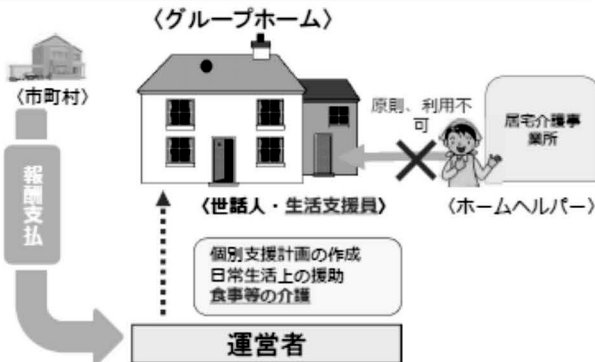 〈グループホーム〉
〈市町村〉
報酬支払
原則、利用不
可
居宅介護事
業所
〈世話人・生活支援員〉
〈ホームヘルパー〉
個別支援計画の作成
日常生活上の援助
食事等の介護
運営者